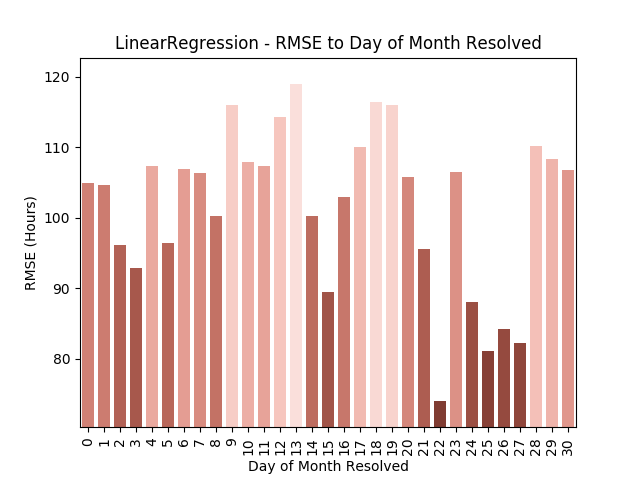 LinearRegression - RMSE to Day of Month Resolved
RMSE (Hours)
120
110
100
90
80
0 1 2 3 4 5 6 7 8 9 10 11 12 13 14 15 16 17 18 19 20 21 22 23 24 25 26 27 28 29 30
Day of Month Resolved